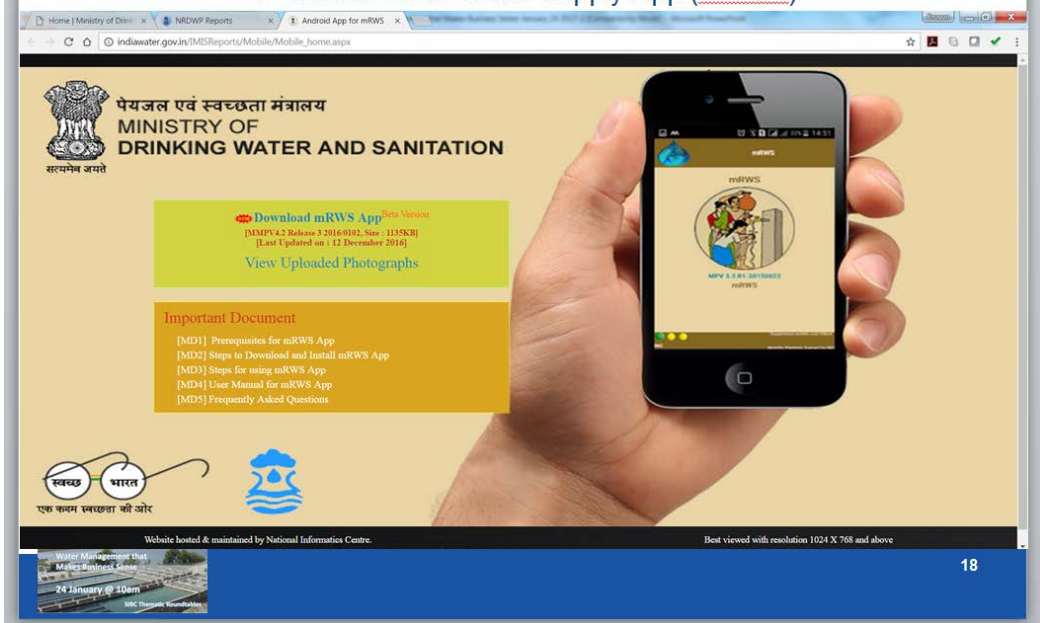 Supply App (
Home | Ministry of Drin
NRDWP Reports
Android App for mRWS
indiawater.gov.in/IMISReports/Mobile/Mobile_home.aspx
पेयजल एवं स्वच्छता मंत्रालय
MINISTRY OF
DRINKING WATER AND SANITATION
सत्यमेव जयते
Download mRWS App Beta Version
[MMPV4.2 Release 3 2016/0102, Size : 1135KB]
[Last Updated on : 12 December 2016]
View Uploaded Photographs
Important Document
[MD1] Prerequisites for mRWS App
[MD2] Steps to Download and Install mRWS App
[MD3] Steps for using mRWS App
[MD4] User Manual for mRWS App
[MD5] Frequently Asked Questions
14:51
mRWS
mRWS
mRWS
स्वच्छ भारत
एक कदम स्वच्छता की ओर
Website hosted & maintained by National Informatics Centre.
Best viewed with resolution 1024 X 768 and above
Water Management that
Makes Business Sense
24 January @ 10am
SIRC Thematic Roundtables
18